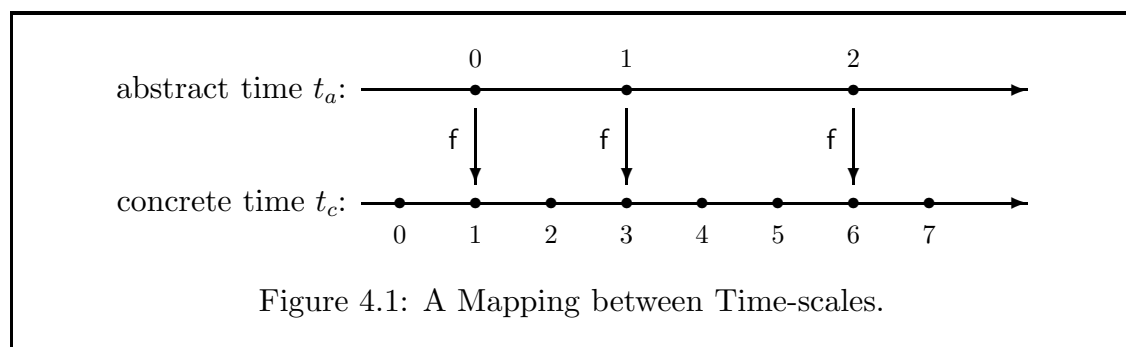 0 1 2
abstract time tₐ:
f f f
concrete time t_c:
0 1 2 3 4 5 6 7
Figure 4.1: A Mapping between Time-scales.